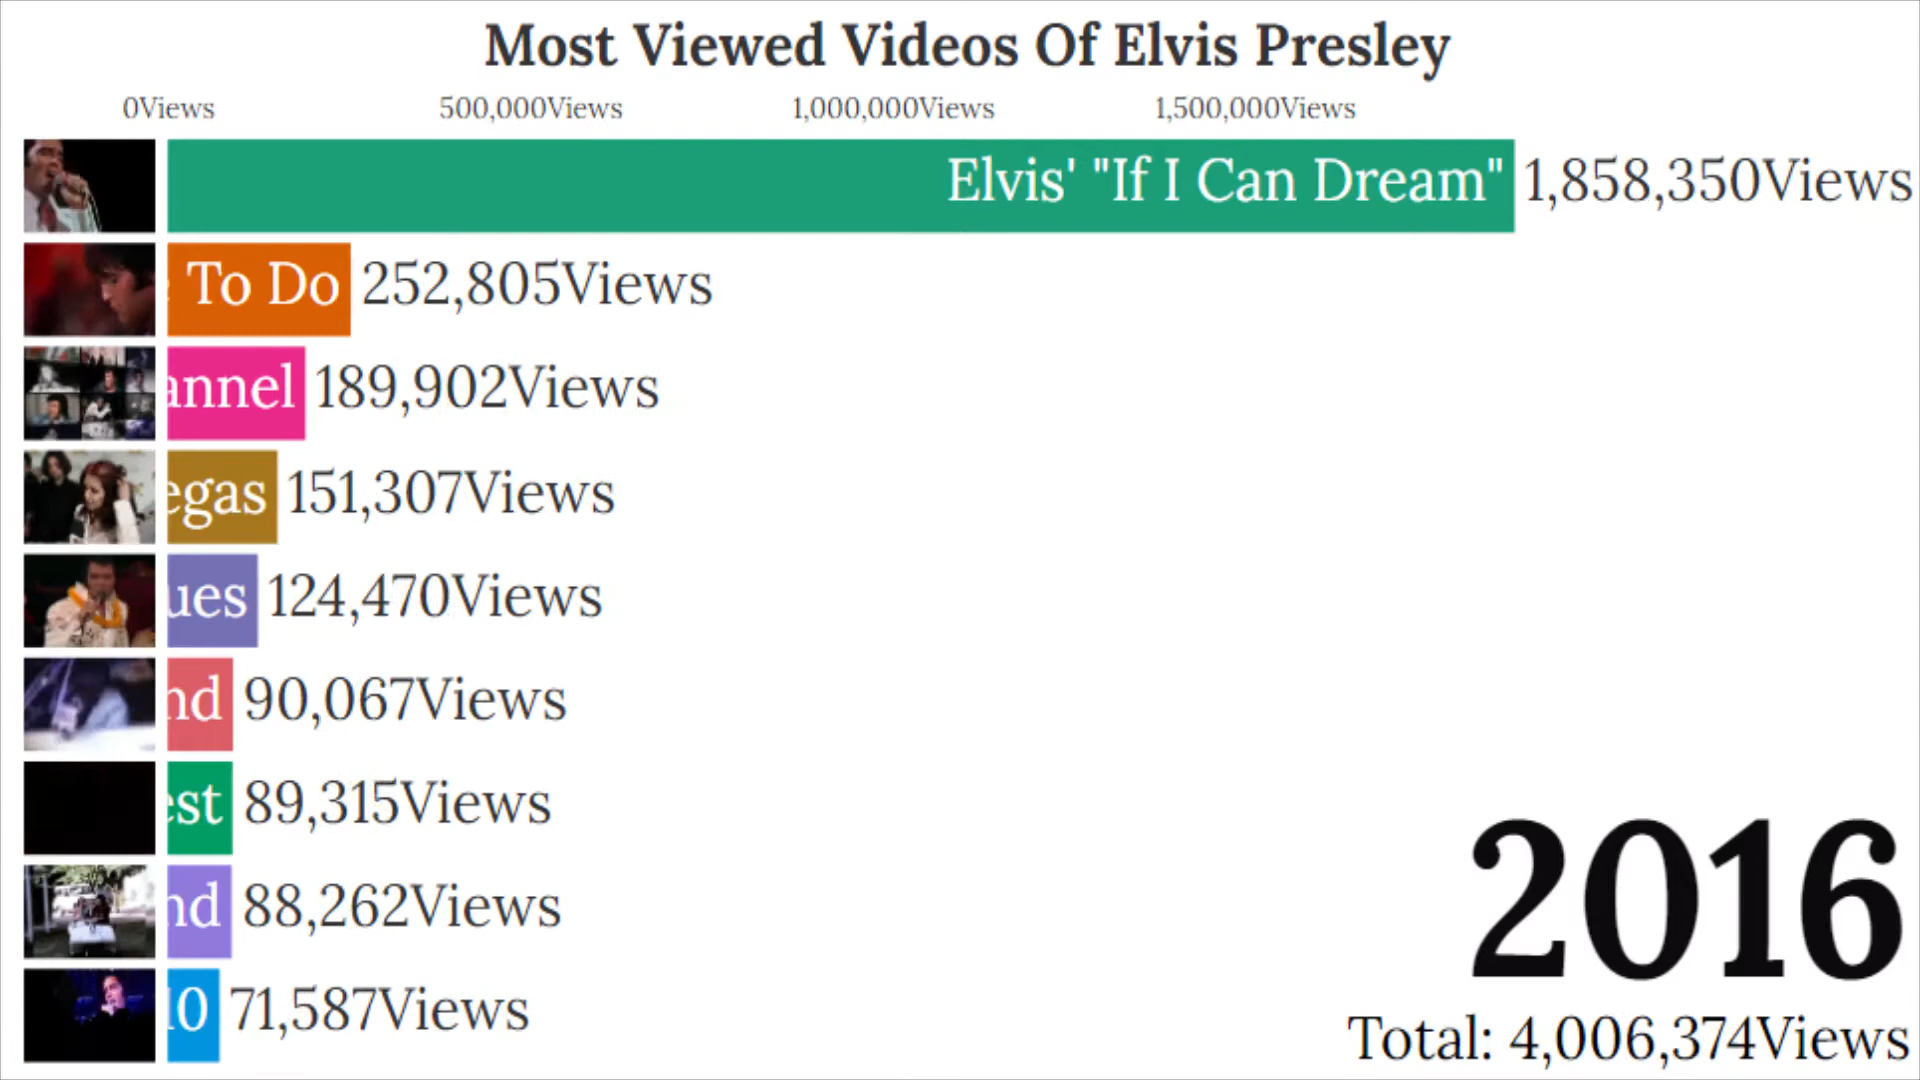 Most Viewed Videos Of Elvis Presley
0Views 500,000Views 1,000,000Views 1,500,000Views
Elvis' "If I Can Dream" 1,858,350Views
To Do 252,805Views
annel 189,902Views
egas 151,307Views
ues 124,470Views
nd 90,067Views
est 89,315Views
nd 88,262Views
10 71,587Views
2016
Total: 4,006,374Views